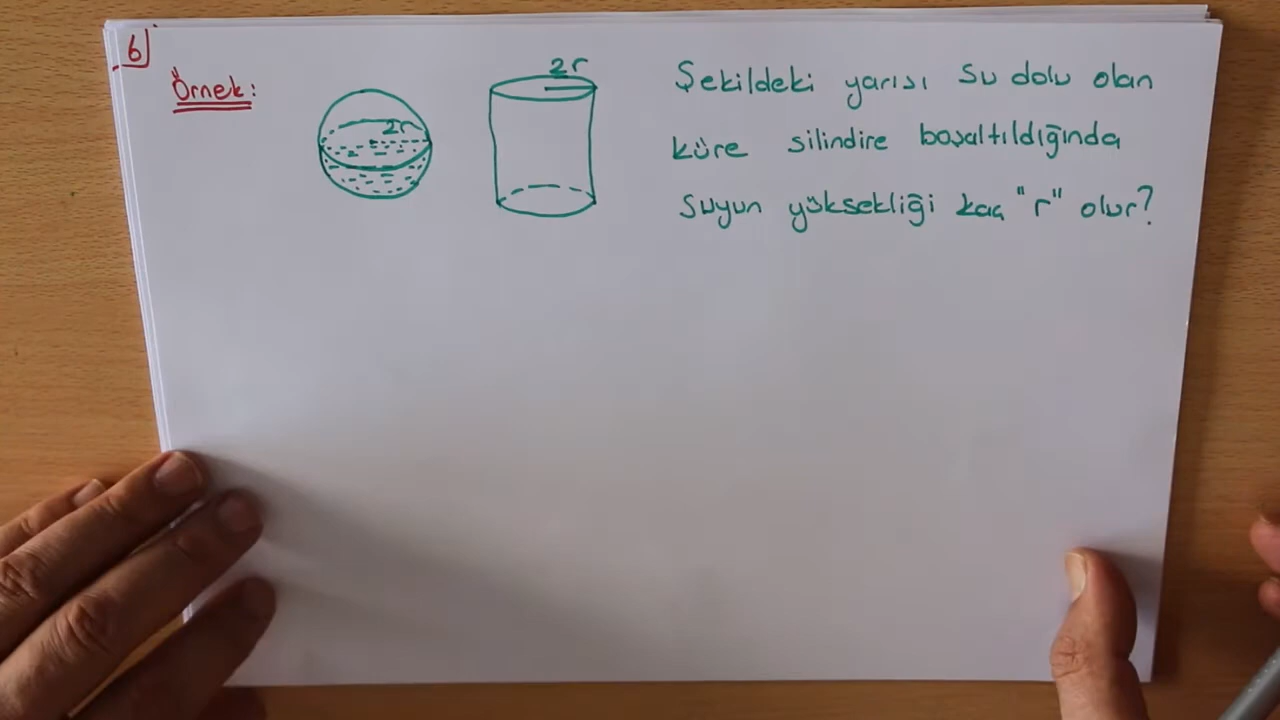 6
Örnek:
2r
2r
Şekildeki yarısı su dolu olan
küre silindire boşaltıldığında
suyun yüksekliği kaç "r" olur?